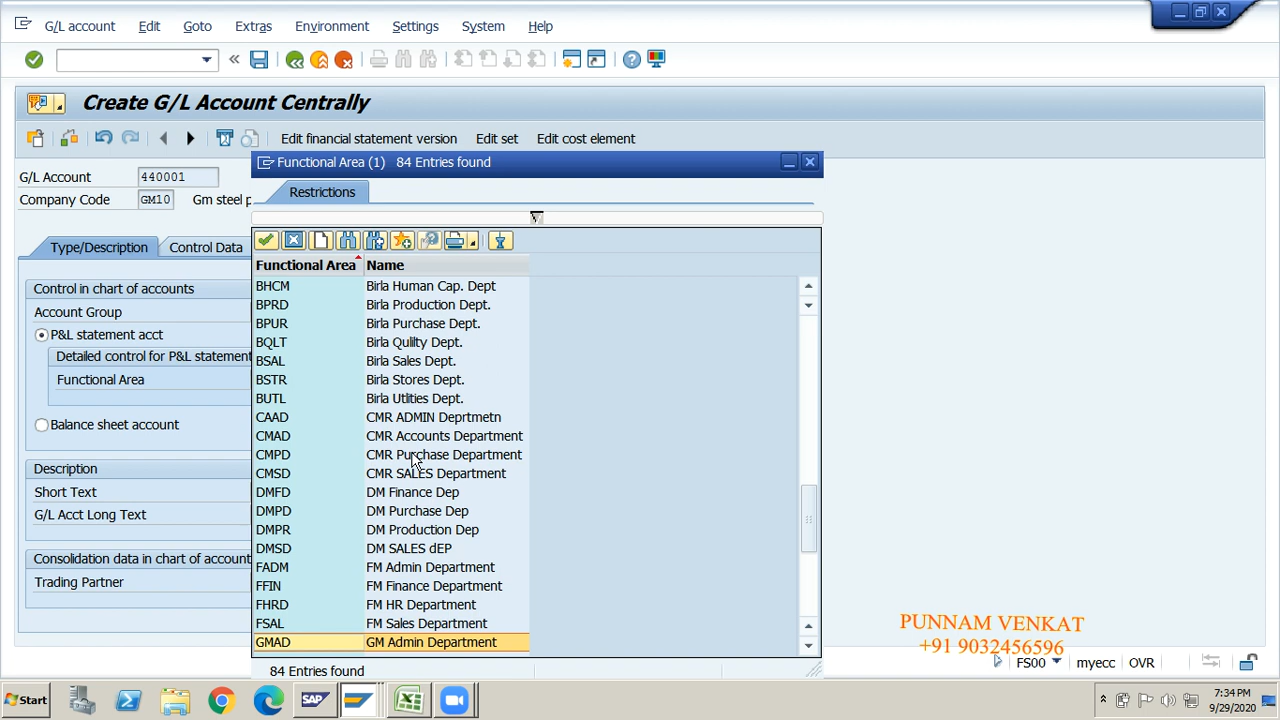 G/L account Edit Goto Extras Environment Settings System Help
Create G/L Account Centrally
Edit financial statement version Edit set Edit cost element
G/L Account 440001
Company Code GM10 Gm steel p
Type/Description Control Data
Control in chart of accounts
Account Group
P&L statement acct
Detailed control for P&L statement
Functional Area
Balance sheet account
Description
Short Text
G/L Acct Long Text
Consolidation data in chart of account
Trading Partner
Functional Area (1) 84 Entries found
Restrictions
Functional Area Name
BHCM Birla Human Cap. Dept
BPRD Birla Production Dept.
BPUR Birla Purchase Dept.
BQLT Birla Qulity Dept.
BSAL Birla Sales Dept.
BSTR Birla Stores Dept.
BUTL Birla Utlities Dept.
CAAD CMR ADMIN Deprtmetn
CMAD CMR Accounts Department
CMPD CMR Purchase Department
CMSD CMR SALES Department
DMFD DM Finance Dep
DMPD DM Purchase Dep
DMPR DM Production Dep
DMSD DM SALES dEP
FADM FM Admin Department
FFIN FM Finance Department
FHRD FM HR Department
FSAL FM Sales Department
GMAD GM Admin Department
84 Entries found
PUNNAM VENKAT
+91 9032456596
FS00 myecc OVR
Start SAP 7:34 PM
9/29/2020